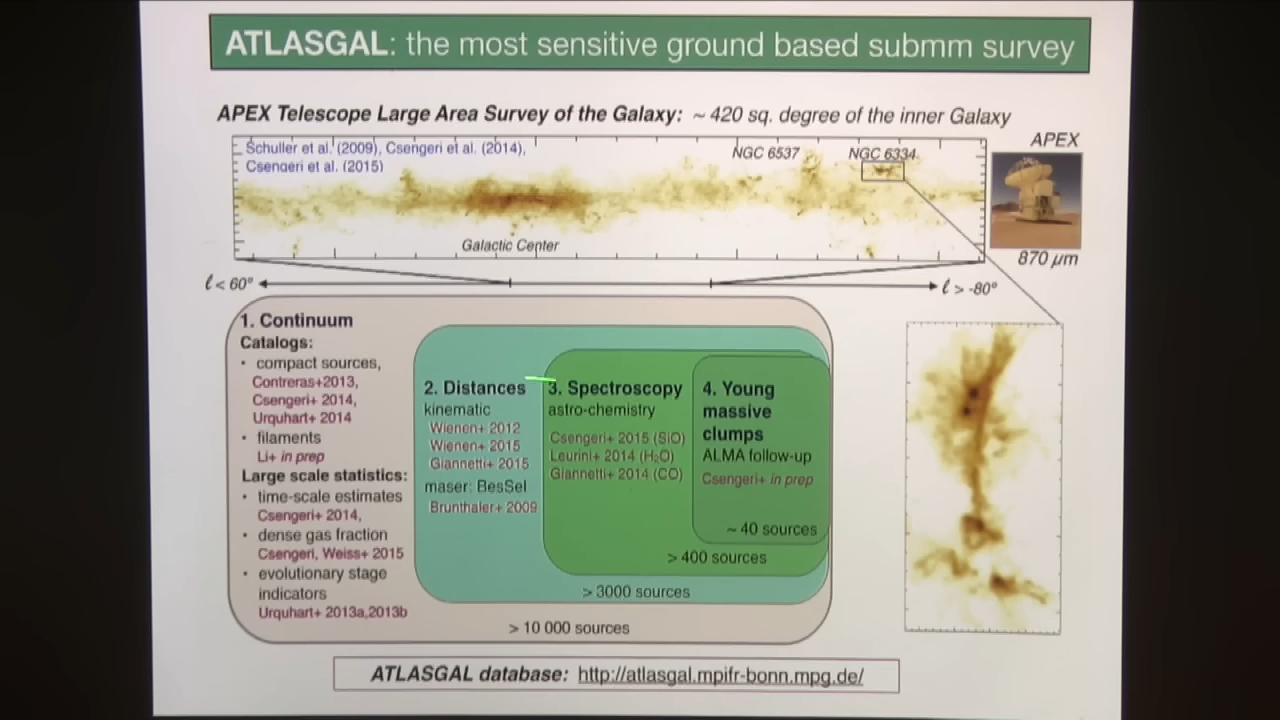 ATLASGAL: the most sensitive ground based submm survey
APEX Telescope Large Area Survey of the Galaxy: ~ 420 sq. degree of the inner Galaxy
Schuller et al. (2009), Csengeri et al. (2014),
Csengeri et al. (2015)
NGC 6537
NGC 6334
APEX
Galactic Center
870 μm
ℓ < 60°
ℓ > -80°
1. Continuum
Catalogs:
• compact sources,
Contreras+2013,
Csengeri+ 2014,
Urquhart+ 2014
• filaments
Li+ in prep
Large scale statistics:
• time-scale estimates
Csengeri+ 2014,
• dense gas fraction
Csengeri, Weiss+ 2015
• evolutionary stage
indicators
Urquhart+ 2013a,2013b
2. Distances
kinematic
Wienen+ 2012
Wienen+ 2015
Giannetti+ 2015
maser: BesSel
Brunthaler+ 2009
3. Spectroscopy
astro-chemistry
Csengeri+ 2015 (SiO)
Leurini+ 2014 (H₂O)
Giannetti+ 2014 (CO)
4. Young
massive
clumps
ALMA follow-up
Csengeri+ in prep
~ 40 sources
> 400 sources
> 3000 sources
> 10 000 sources
ATLASGAL database: http://atlasgal.mpifr-bonn.mpg.de/